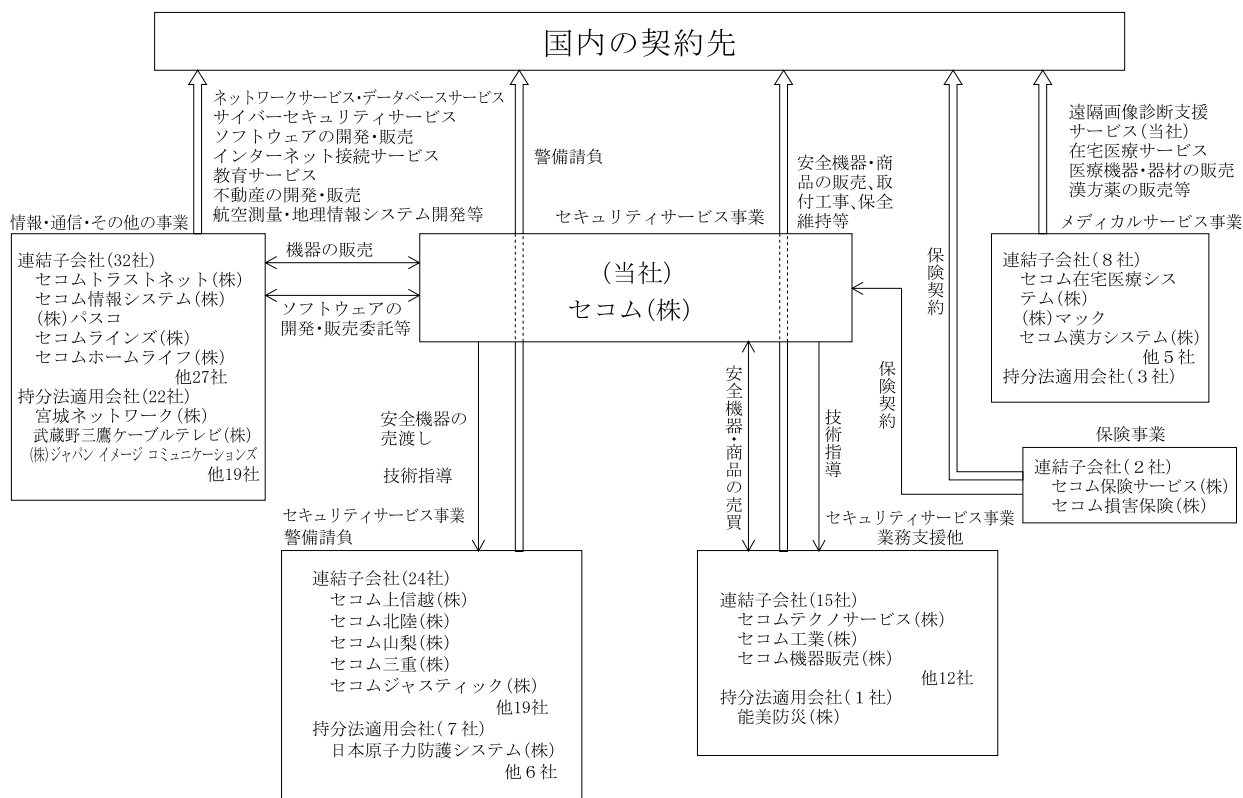 国内の契約先
ネットワークサービス・データベースサービス
サイバーセキュリティサービス
ソフトウェアの開発・販売
インターネット接続サービス
教育サービス
不動産の開発・販売
航空測量・地理情報システム開発等
警備請負
安全機器・商
品の販売、取
付工事、保全
維持等
遠隔画像診断支援
サービス(当社)
在宅医療サービス
医療機器・器材の販売
漢方薬の販売等
情報・通信・その他の事業
連結子会社(32社)
セコムトラストネット(株)
セコム情報システム(株)
(株)パスコ
セコムラインズ(株)
セコムホームライフ(株)
他27社
持分法適用会社(22社)
宮城ネットワーク(株)
武蔵野三鷹ケーブルテレビ(株)
(株)ジャパン イメージ コミュニケーションズ
他19社
機器の販売
ソフトウェアの
開発・販売委託等
セキュリティサービス事業
(当社)
セコム(株)
保険契約
メディカルサービス事業
連結子会社(8社)
セコム在宅医療シス
テム(株)
(株)マック
セコム漢方システム(株)
他5社
持分法適用会社(3社)
安全機器の
売渡し
技術指導
安全機器・商品の売買
技術指導
保険契約
保険事業
連結子会社(2社)
セコム保険サービス(株)
セコム損害保険(株)
セキュリティサービス事業
警備請負
連結子会社(24社)
セコム上信越(株)
セコム北陸(株)
セコム山梨(株)
セコム三重(株)
セコムジャスティック(株)
他19社
持分法適用会社(7社)
日本原子力防護システム(株)
他6社
セキュリティサービス事業
業務支援他
連結子会社(15社)
セコムテクノサービス(株)
セコム工業(株)
セコム機器販売(株)
他12社
持分法適用会社(1社)
能美防災(株)